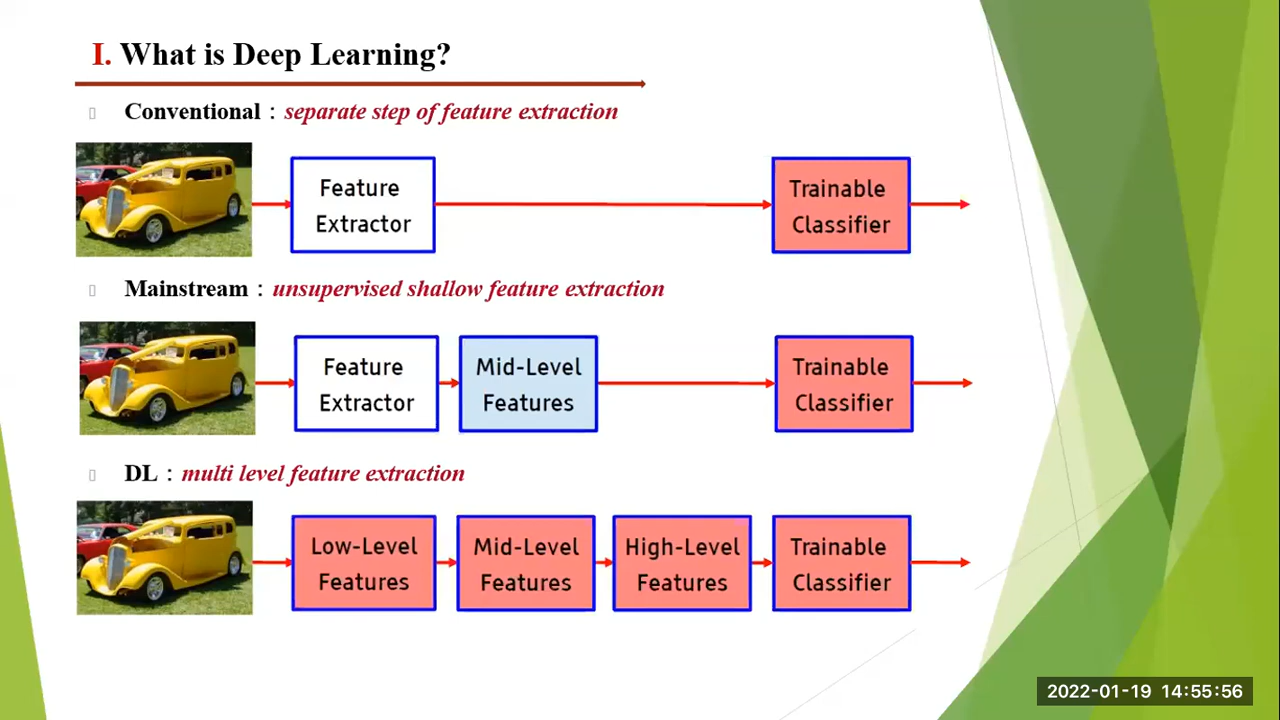 I. What is Deep Learning?
Conventional : separate step of feature extraction
Feature
Extractor
Trainable
Classifier
Mainstream : unsupervised shallow feature extraction
Feature
Extractor
Mid-Level
Features
Trainable
Classifier
DL : multi level feature extraction
Low-Level
Features
Mid-Level
Features
High-Level
Features
Trainable
Classifier
2022-01-19 14:55:56